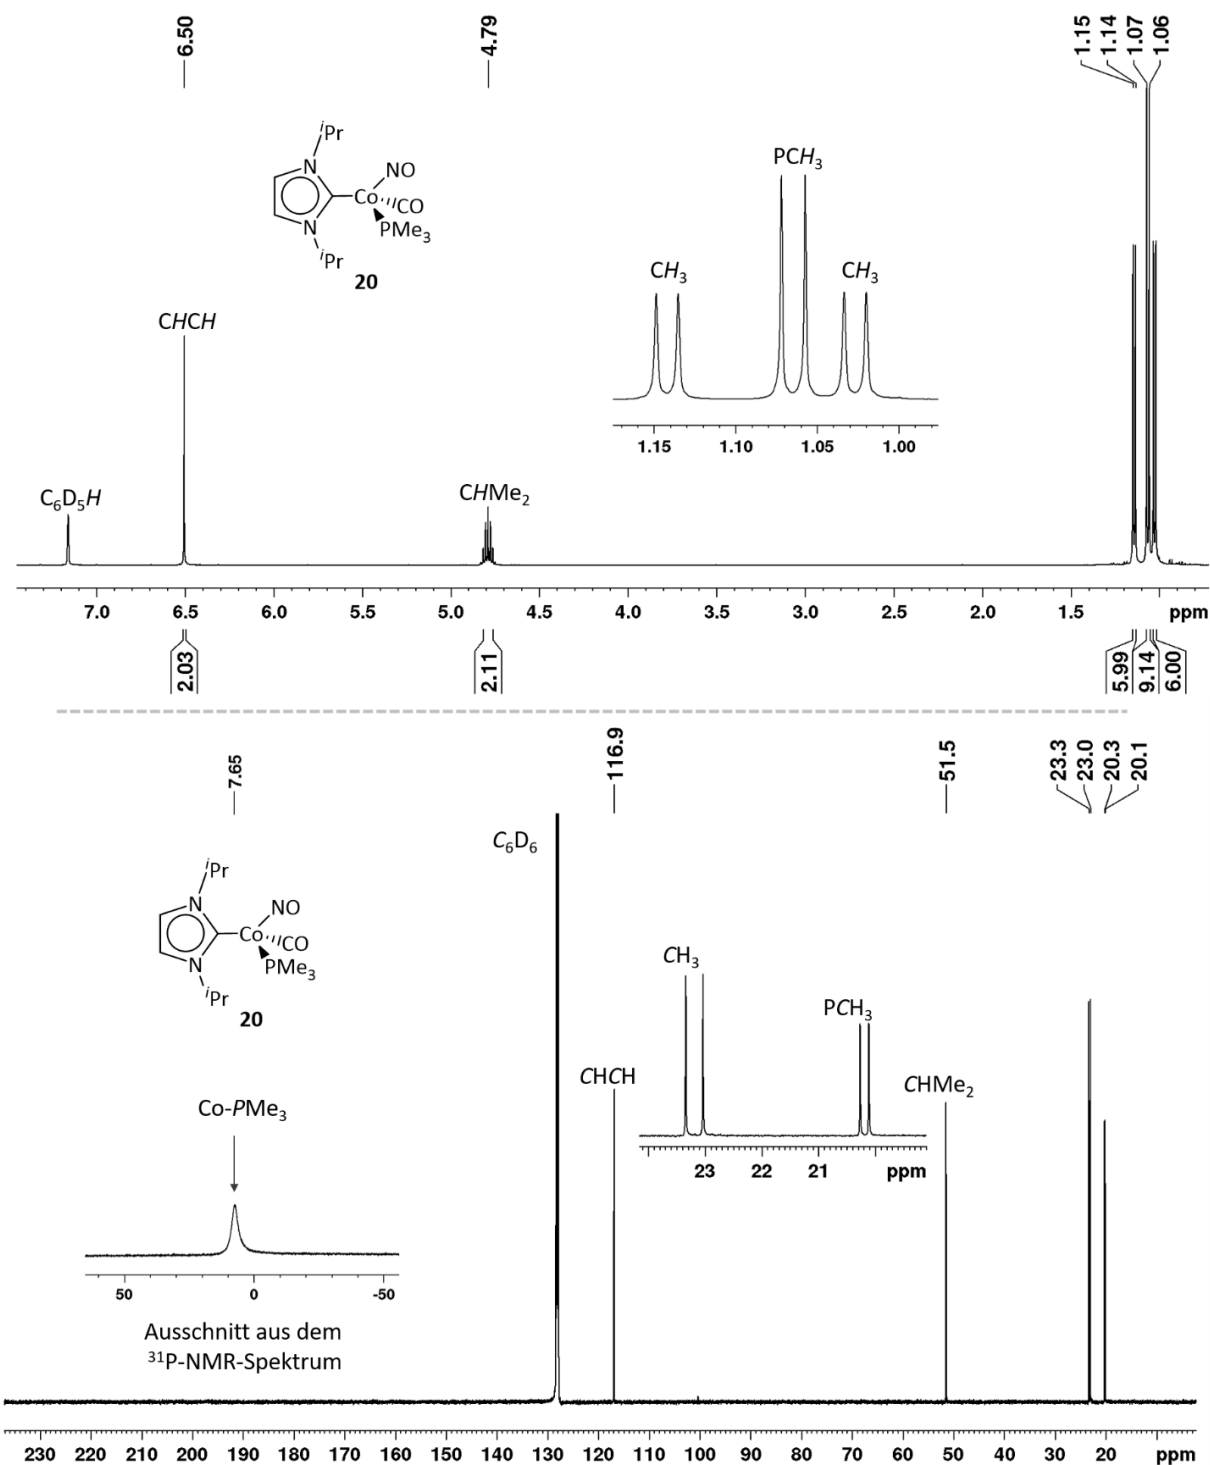 6.50
4.79
1.15
1.14
1.07
1.06
iPr
N
NO
Co
CO
N
PMe3
iPr
20
PCH3
CH3
CH3
CHCH
1.15 1.10 1.05 1.00
C6D5H
CHMe2
7.0 6.5 6.0 5.5 5.0 4.5 4.0 3.5 3.0 2.5 2.0 1.5 ppm
2.03
2.11
5.99
9.14
6.00
7.65
116.9
51.5
23.3
23.0
20.3
20.1
C6D6
iPr
N
NO
Co
CO
N
PMe3
iPr
20
CH3
PCH3
CHCH
CHMe2
Co-PMe3
23 22 21 ppm
50 0 -50
Ausschnitt aus dem
31P-NMR-Spektrum
230 220 210 200 190 180 170 160 150 140 130 120 110 100 90 80 70 60 50 40 30 20 ppm